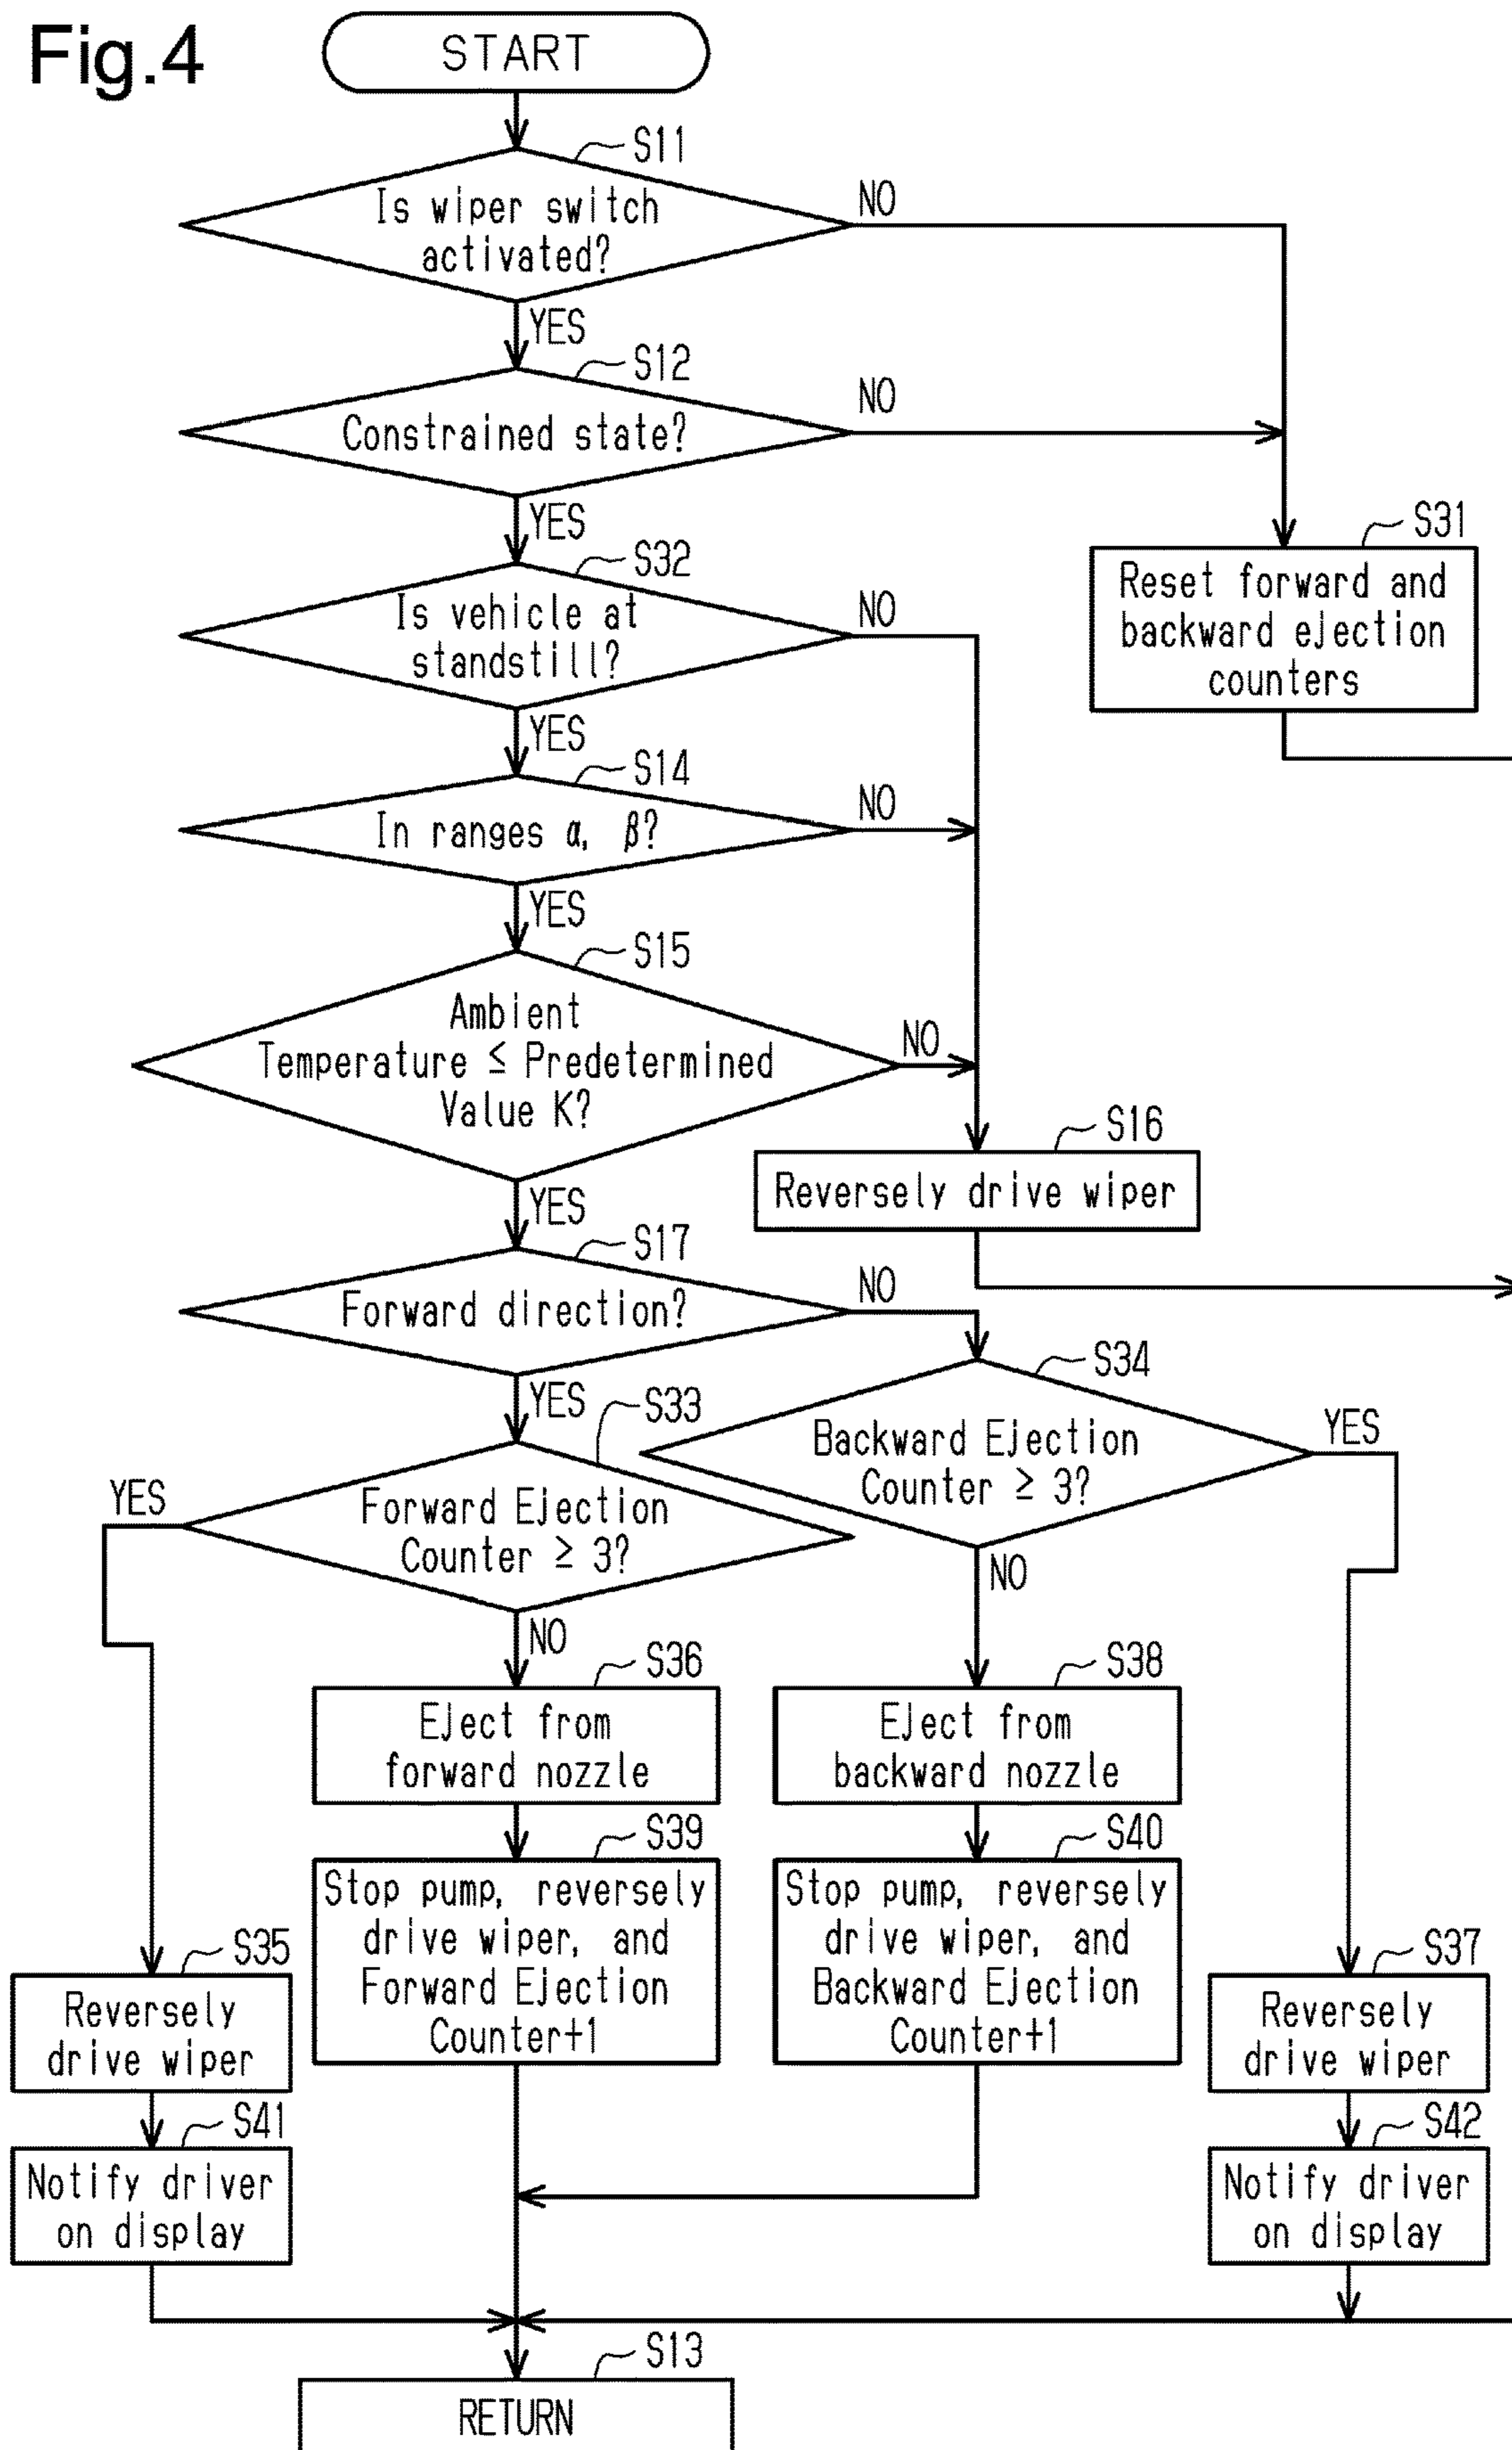 Fig.4
START
S11
Is wiper switch
activated?
NO
YES
S12
Constrained state?
NO
YES
S31
Reset forward and
backward ejection
counters
S32
Is vehicle at
standstill?
NO
YES
S14
In ranges α, β?
NO
YES
S15
Ambient
Temperature ≤ Predetermined
Value K?
NO
YES
S16
Reversely drive wiper
S17
Forward direction?
NO
YES
S34
Backward Ejection
Counter ≥ 3?
YES
NO
S33
Forward Ejection
Counter ≥ 3?
YES
NO
S36
Eject from
forward nozzle
S38
Eject from
backward nozzle
S39
Stop pump, reversely
drive wiper, and
Forward Ejection
Counter+1
S40
Stop pump, reversely
drive wiper, and
Backward Ejection
Counter+1
S35
Reversely
drive wiper
S37
Reversely
drive wiper
S41
Notify driver
on display
S42
Notify driver
on display
S13
RETURN